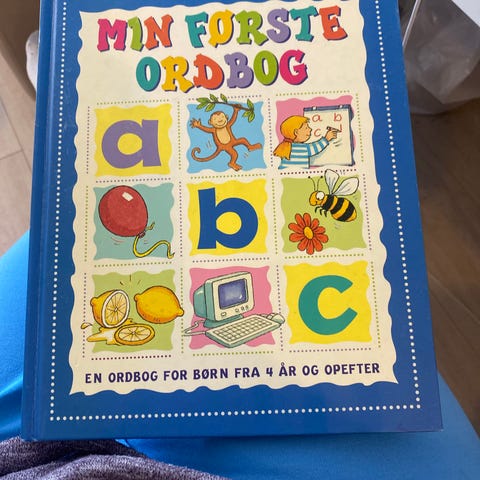 MIN FØRSTE
ORDBOG
a
a b
c
b
c
EN ORDBOG FOR BØRN FRA 4 ÅR OG OPEFTER